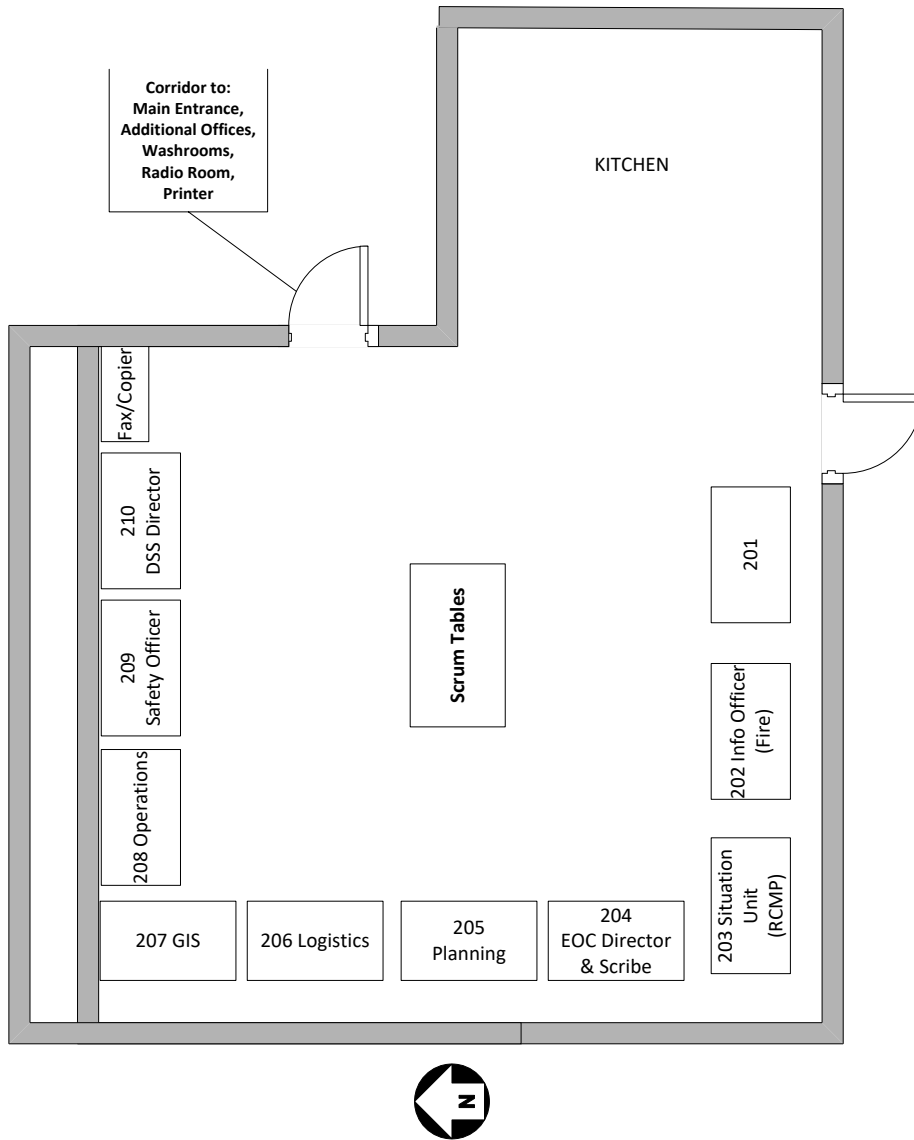 Corridor to:
Main Entrance,
Additional Offices,
Washrooms,
Radio Room,
Printer
KITCHEN
Fax/Copier
210
DSS Director
209
Safety Officer
208 Operations
Scrum Tables
201
202 Info Officer
(Fire)
203 Situation
Unit
(RCMP)
207 GIS
206 Logistics
205
Planning
204
EOC Director
& Scribe
N